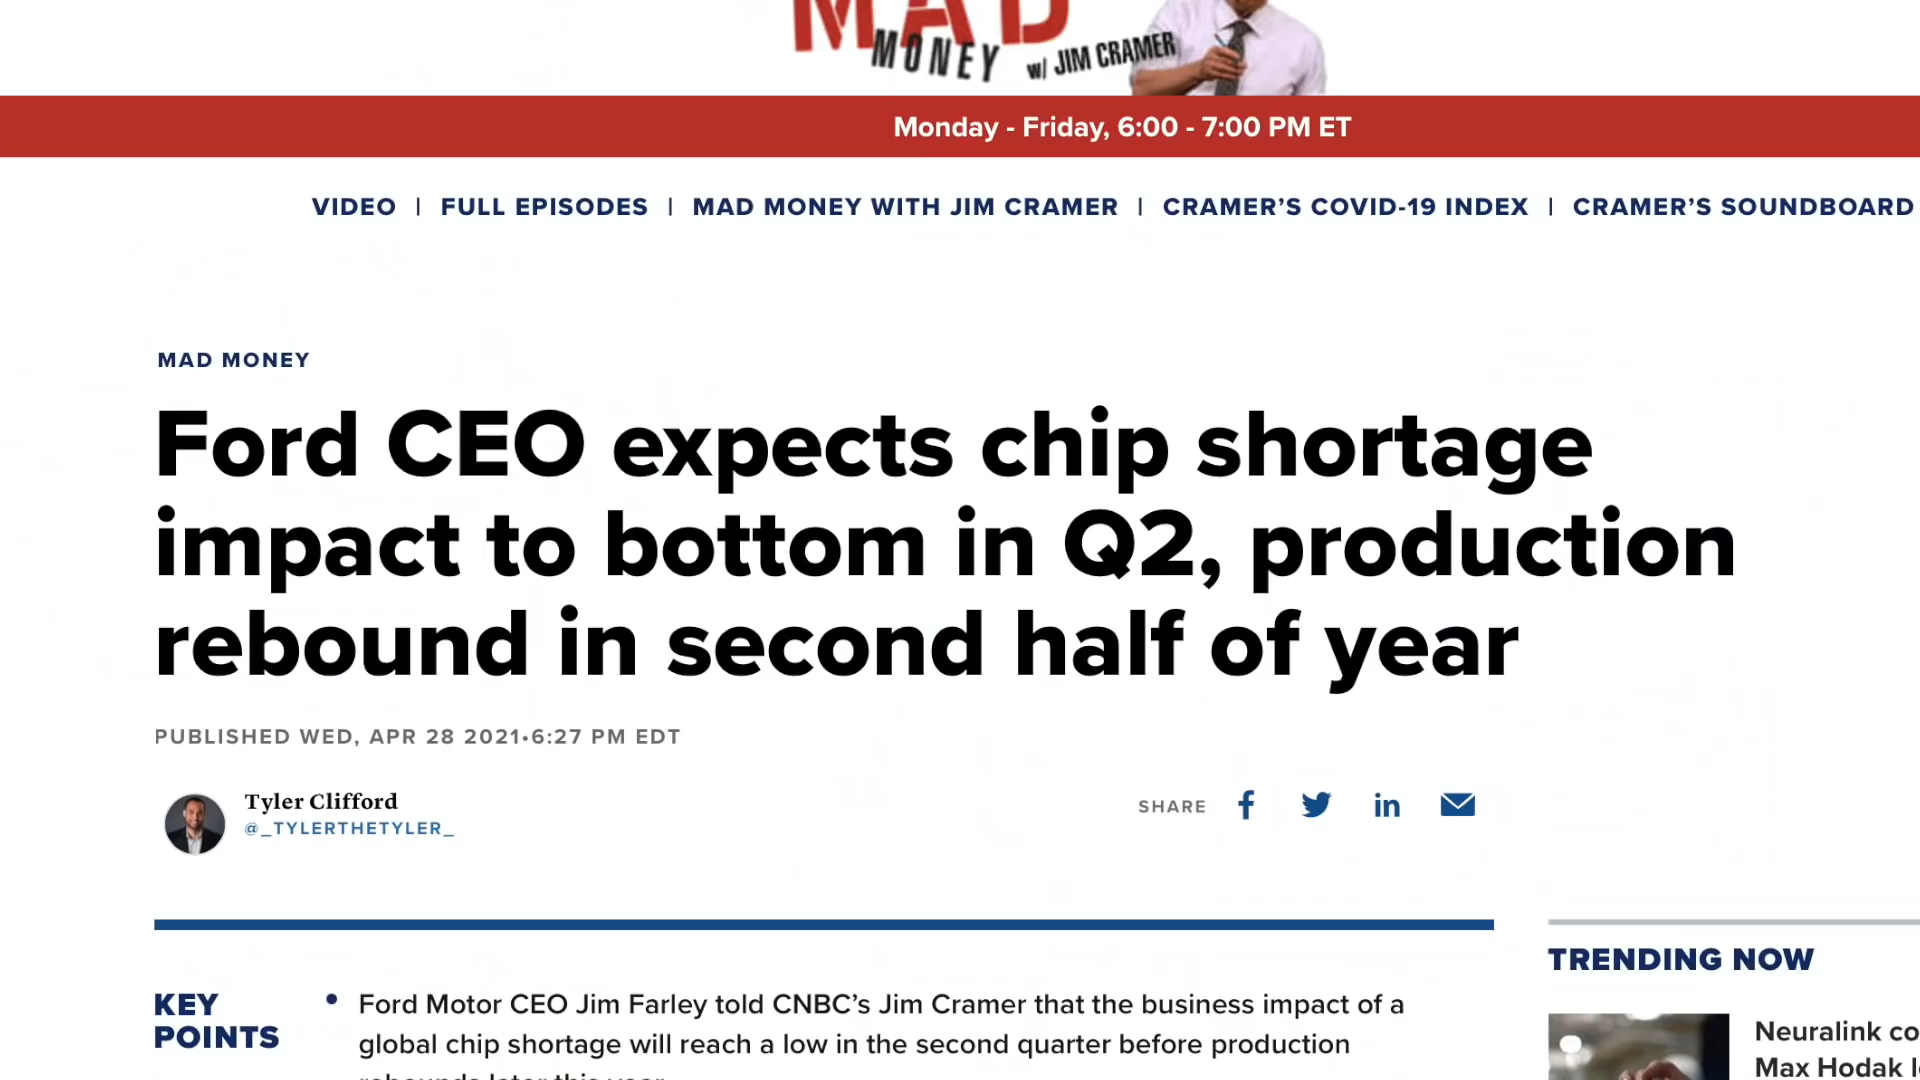 MAD
MONEY w/ JIM CRAMER
Monday - Friday, 6:00 - 7:00 PM ET
VIDEO | FULL EPISODES | MAD MONEY WITH JIM CRAMER | CRAMER’S COVID-19 INDEX | CRAMER’S SOUNDBOARD
MAD MONEY
Ford CEO expects chip shortage
impact to bottom in Q2, production
rebound in second half of year
PUBLISHED WED, APR 28 2021•6:27 PM EDT
Tyler Clifford
@_TYLERTHETYLER_
SHARE
KEY
POINTS
• Ford Motor CEO Jim Farley told CNBC’s Jim Cramer that the business impact of a
global chip shortage will reach a low in the second quarter before production
rebounds later this year.
TRENDING NOW
Neuralink co
Max Hodak l